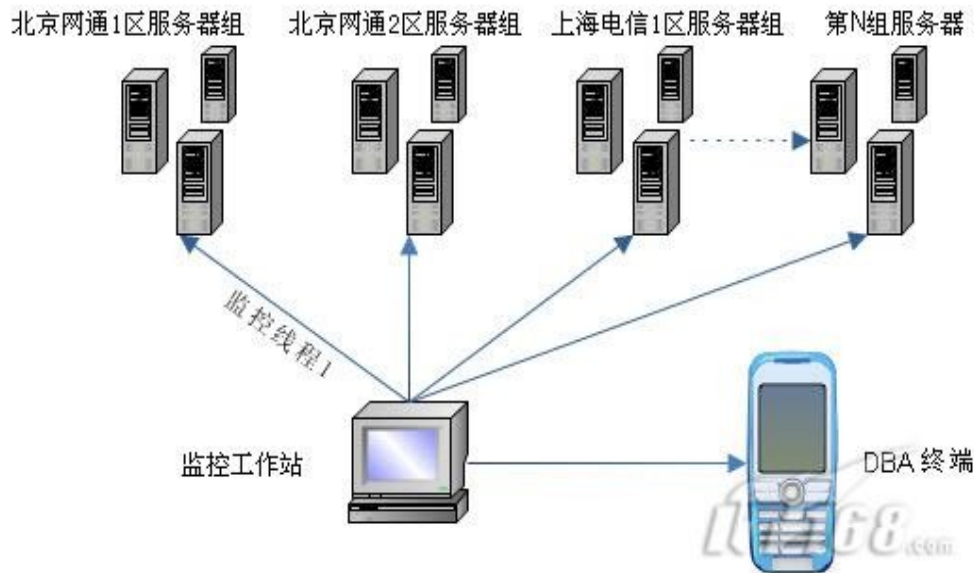 北京网通1区服务器组
北京网通2区服务器组
上海电信1区服务器组
第N组服务器
监控线程1
监控工作站
DBA 终端
IT168.com